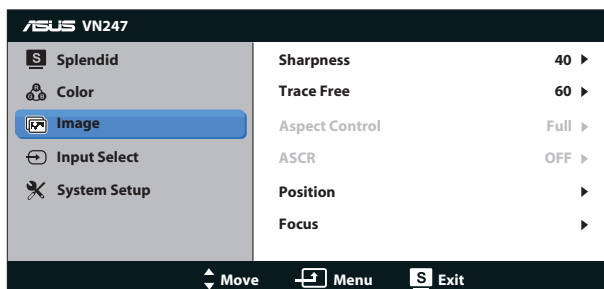 ASUS VN247
S Splendid
Color
Image
Input Select
System Setup
Sharpness 40
Trace Free 60
Aspect Control Full
ASCR OFF
Position
Focus
Move Menu S Exit